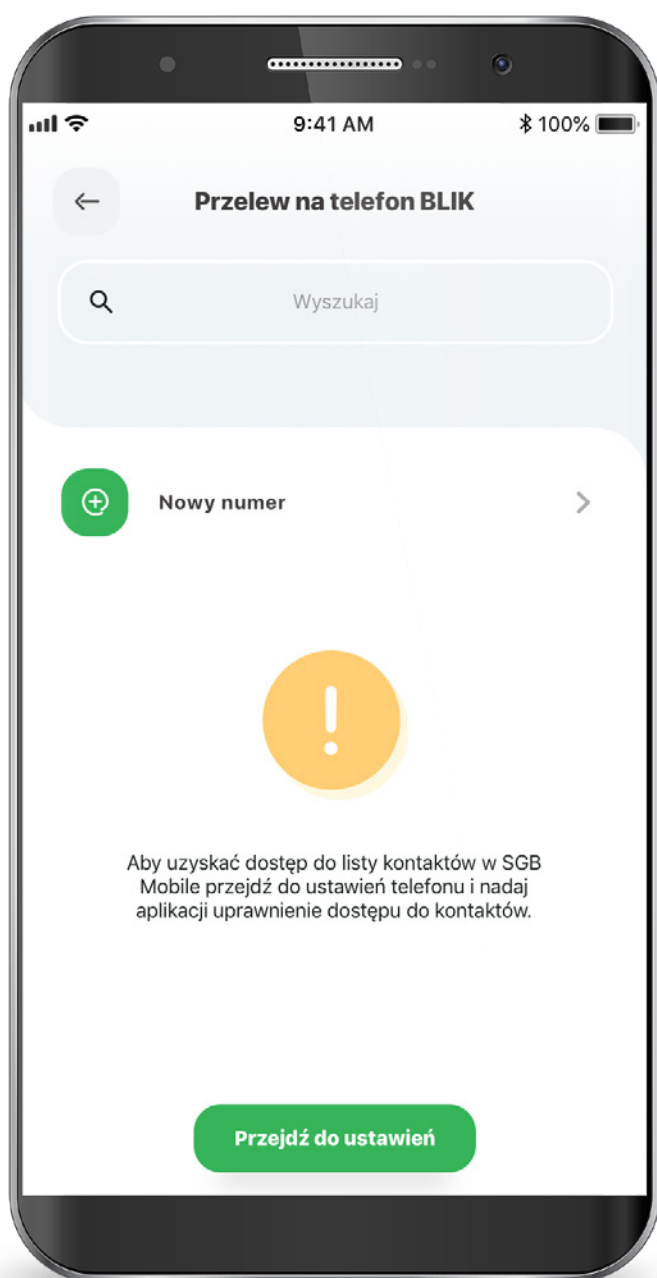 9:41 AM
100%
Przelew na telefon BLIK
Wyszukaj
Nowy numer
Aby uzyskać dostęp do listy kontaktów w SGB
Mobile przejdź do ustawień telefonu i nadaj
aplikacji uprawnienie dostępu do kontaktów.
Przejdź do ustawień